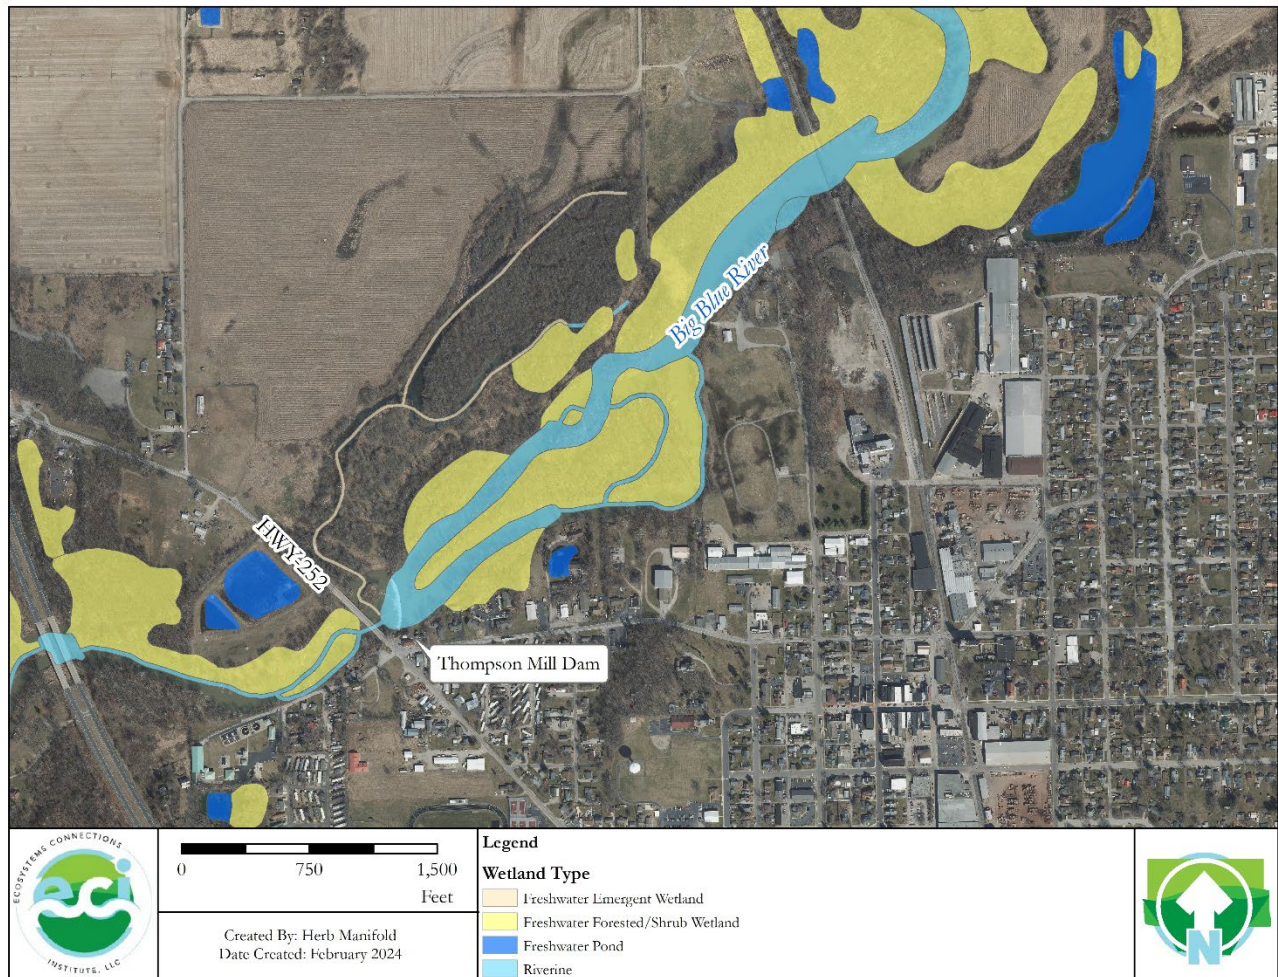 Big Blue River
HWY-252
Thompson Mill Dam
ECOSYSTEMS CONNECTIONS
eci
INSTITUTE, LLC
0 750 1,500
Feet
Created By: Herb Manifold
Date Created: February 2024
Legend
Wetland Type
Freshwater Emergent Wetland
Freshwater Forested/Shrub Wetland
Freshwater Pond
Riverine
N